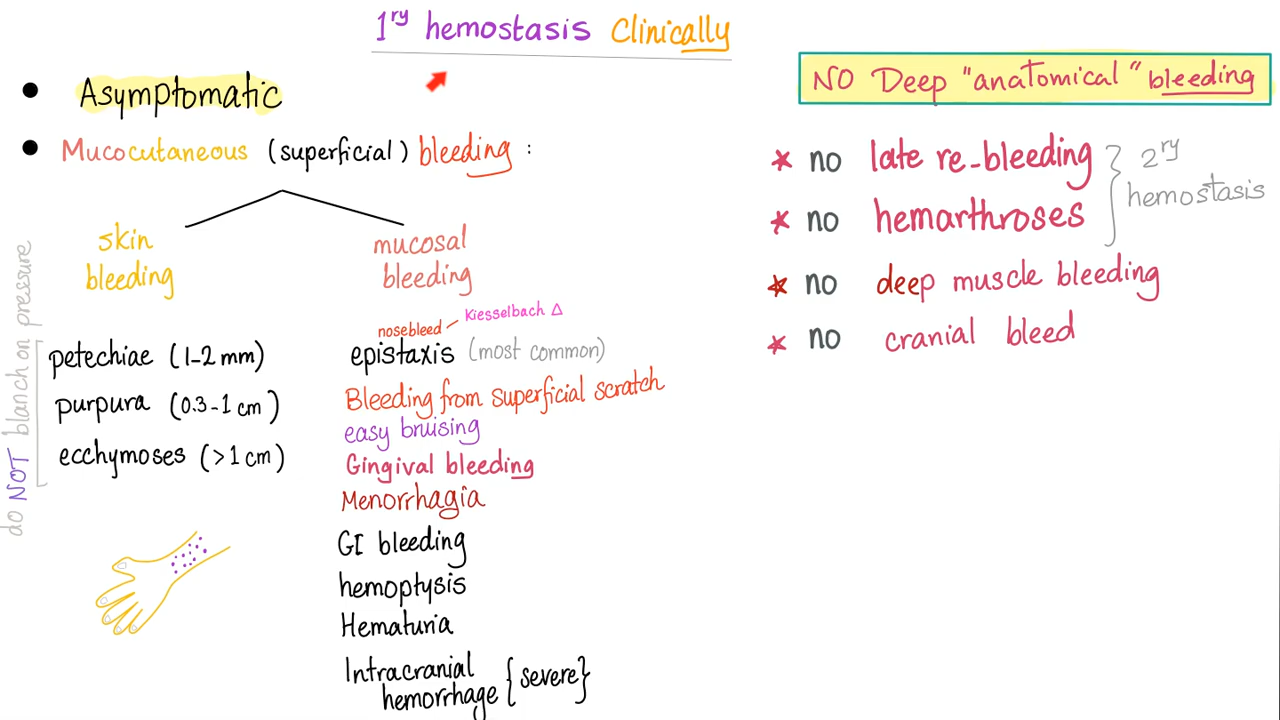 1ry hemostasis Clinically
Asymptomatic
Mucocutaneous (superficial) bleeding :
skin
bleeding
do NOT blanch on pressure
petechiae (1-2 mm)
purpura (0.3-1 cm)
ecchymoses (>1 cm)
mucosal
bleeding
nosebleed - Kiesselbach Δ
epistaxis (most common)
Bleeding from superficial scratch
easy bruising
Gingival bleeding
Menorrhagia
GI bleeding
hemoptysis
Hematuria
Intracranial
hemorrhage {severe}
NO Deep "anatomical" bleeding
* no late re-bleeding
* no hemarthroses
} 2ry
hemostasis
* no deep muscle bleeding
* no cranial bleed